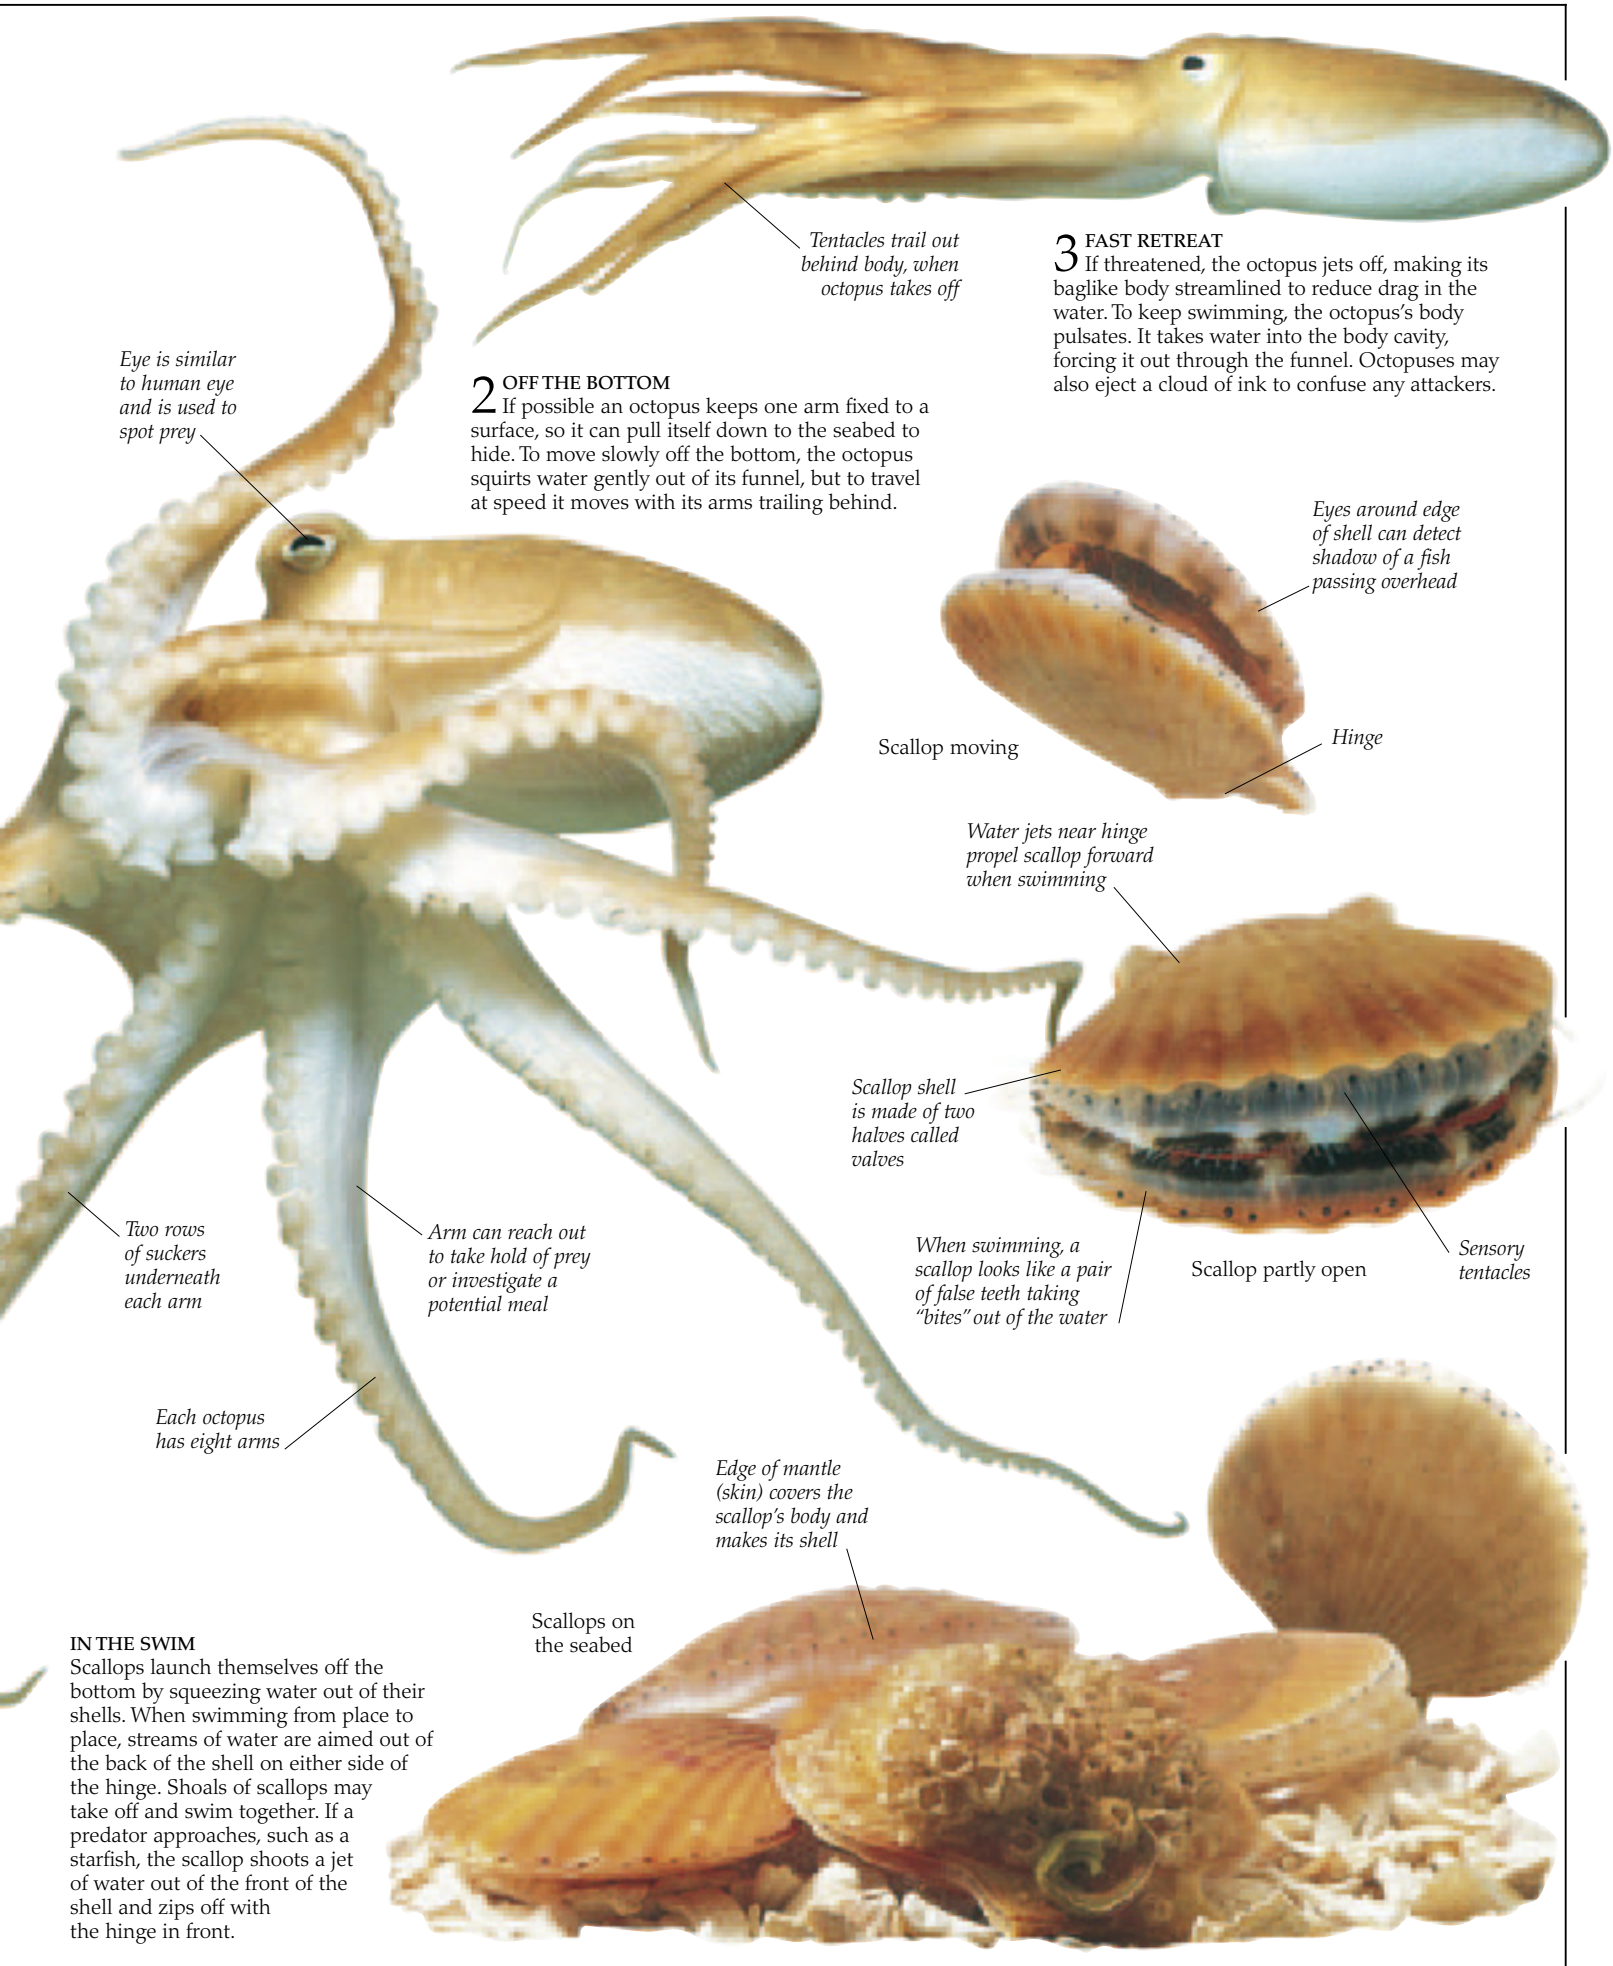 Tentacles trail out
behind body, when
octopus takes off
3 FAST RETREAT
If threatened, the octopus jets off, making its
baglike body streamlined to reduce drag in the
water. To keep swimming, the octopus's body
pulsates. It takes water into the body cavity,
forcing it out through the funnel. Octopuses may
also eject a cloud of ink to confuse any attackers.
Eye is similar
to human eye
and is used to
spot prey
2 OFF THE BOTTOM
If possible an octopus keeps one arm fixed to a
surface, so it can pull itself down to the seabed to
hide. To move slowly off the bottom, the octopus
squirts water gently out of its funnel, but to travel
at speed it moves with its arms trailing behind.
Eyes around edge
of shell can detect
shadow of a fish
passing overhead
Scallop moving
Hinge
Water jets near hinge
propel scallop forward
when swimming
Scallop shell
is made of two
halves called
valves
Two rows
of suckers
underneath
each arm
Arm can reach out
to take hold of prey
or investigate a
potential meal
When swimming, a
scallop looks like a pair
of false teeth taking
“bites” out of the water
Scallop partly open
Sensory
tentacles
Each octopus
has eight arms
Edge of mantle
(skin) covers the
scallop's body and
makes its shell
Scallops on
the seabed
IN THE SWIM
Scallops launch themselves off the
bottom by squeezing water out of their
shells. When swimming from place to
place, streams of water are aimed out of
the back of the shell on either side of
the hinge. Shoals of scallops may
take off and swim together. If a
predator approaches, such as a
starfish, the scallop shoots a jet
of water out of the front of the
shell and zips off with
the hinge in front.